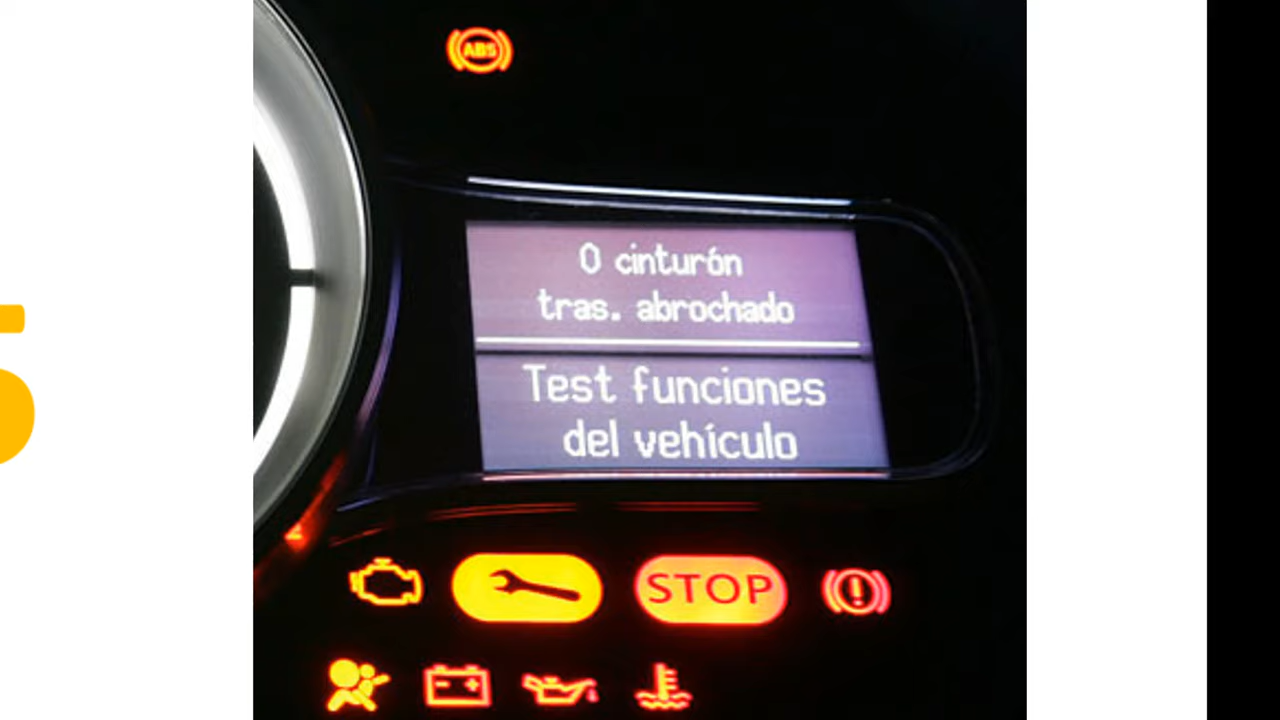 ABS
0 cinturón
tras. abrochado
Test funciones
del vehículo
STOP